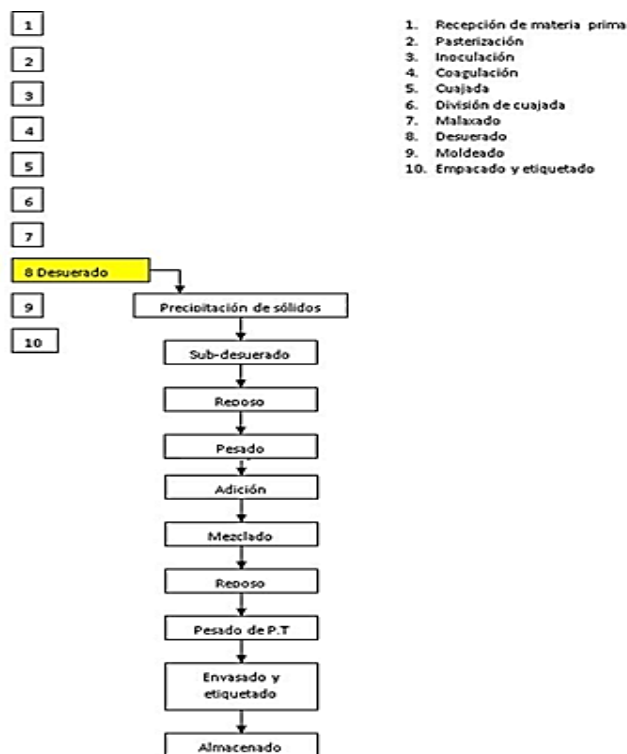 1
2
3
4
5
6
7
8 Desuerado
9
10
1. Recepción de materia prima
2. Pasterización
3. Inoculación
4. Coagulación
5. Cuajada
6. División de cuajada
7. Malaxado
8. Desuerado
9. Moldeado
10. Empacado y etiquetado
Precipitación de sólidos
Sub-desuerado
Reposo
Pesado
Adición
Mezclado
Reposo
Pesado de P.T
Envasado y
etiquetado
Almacenado